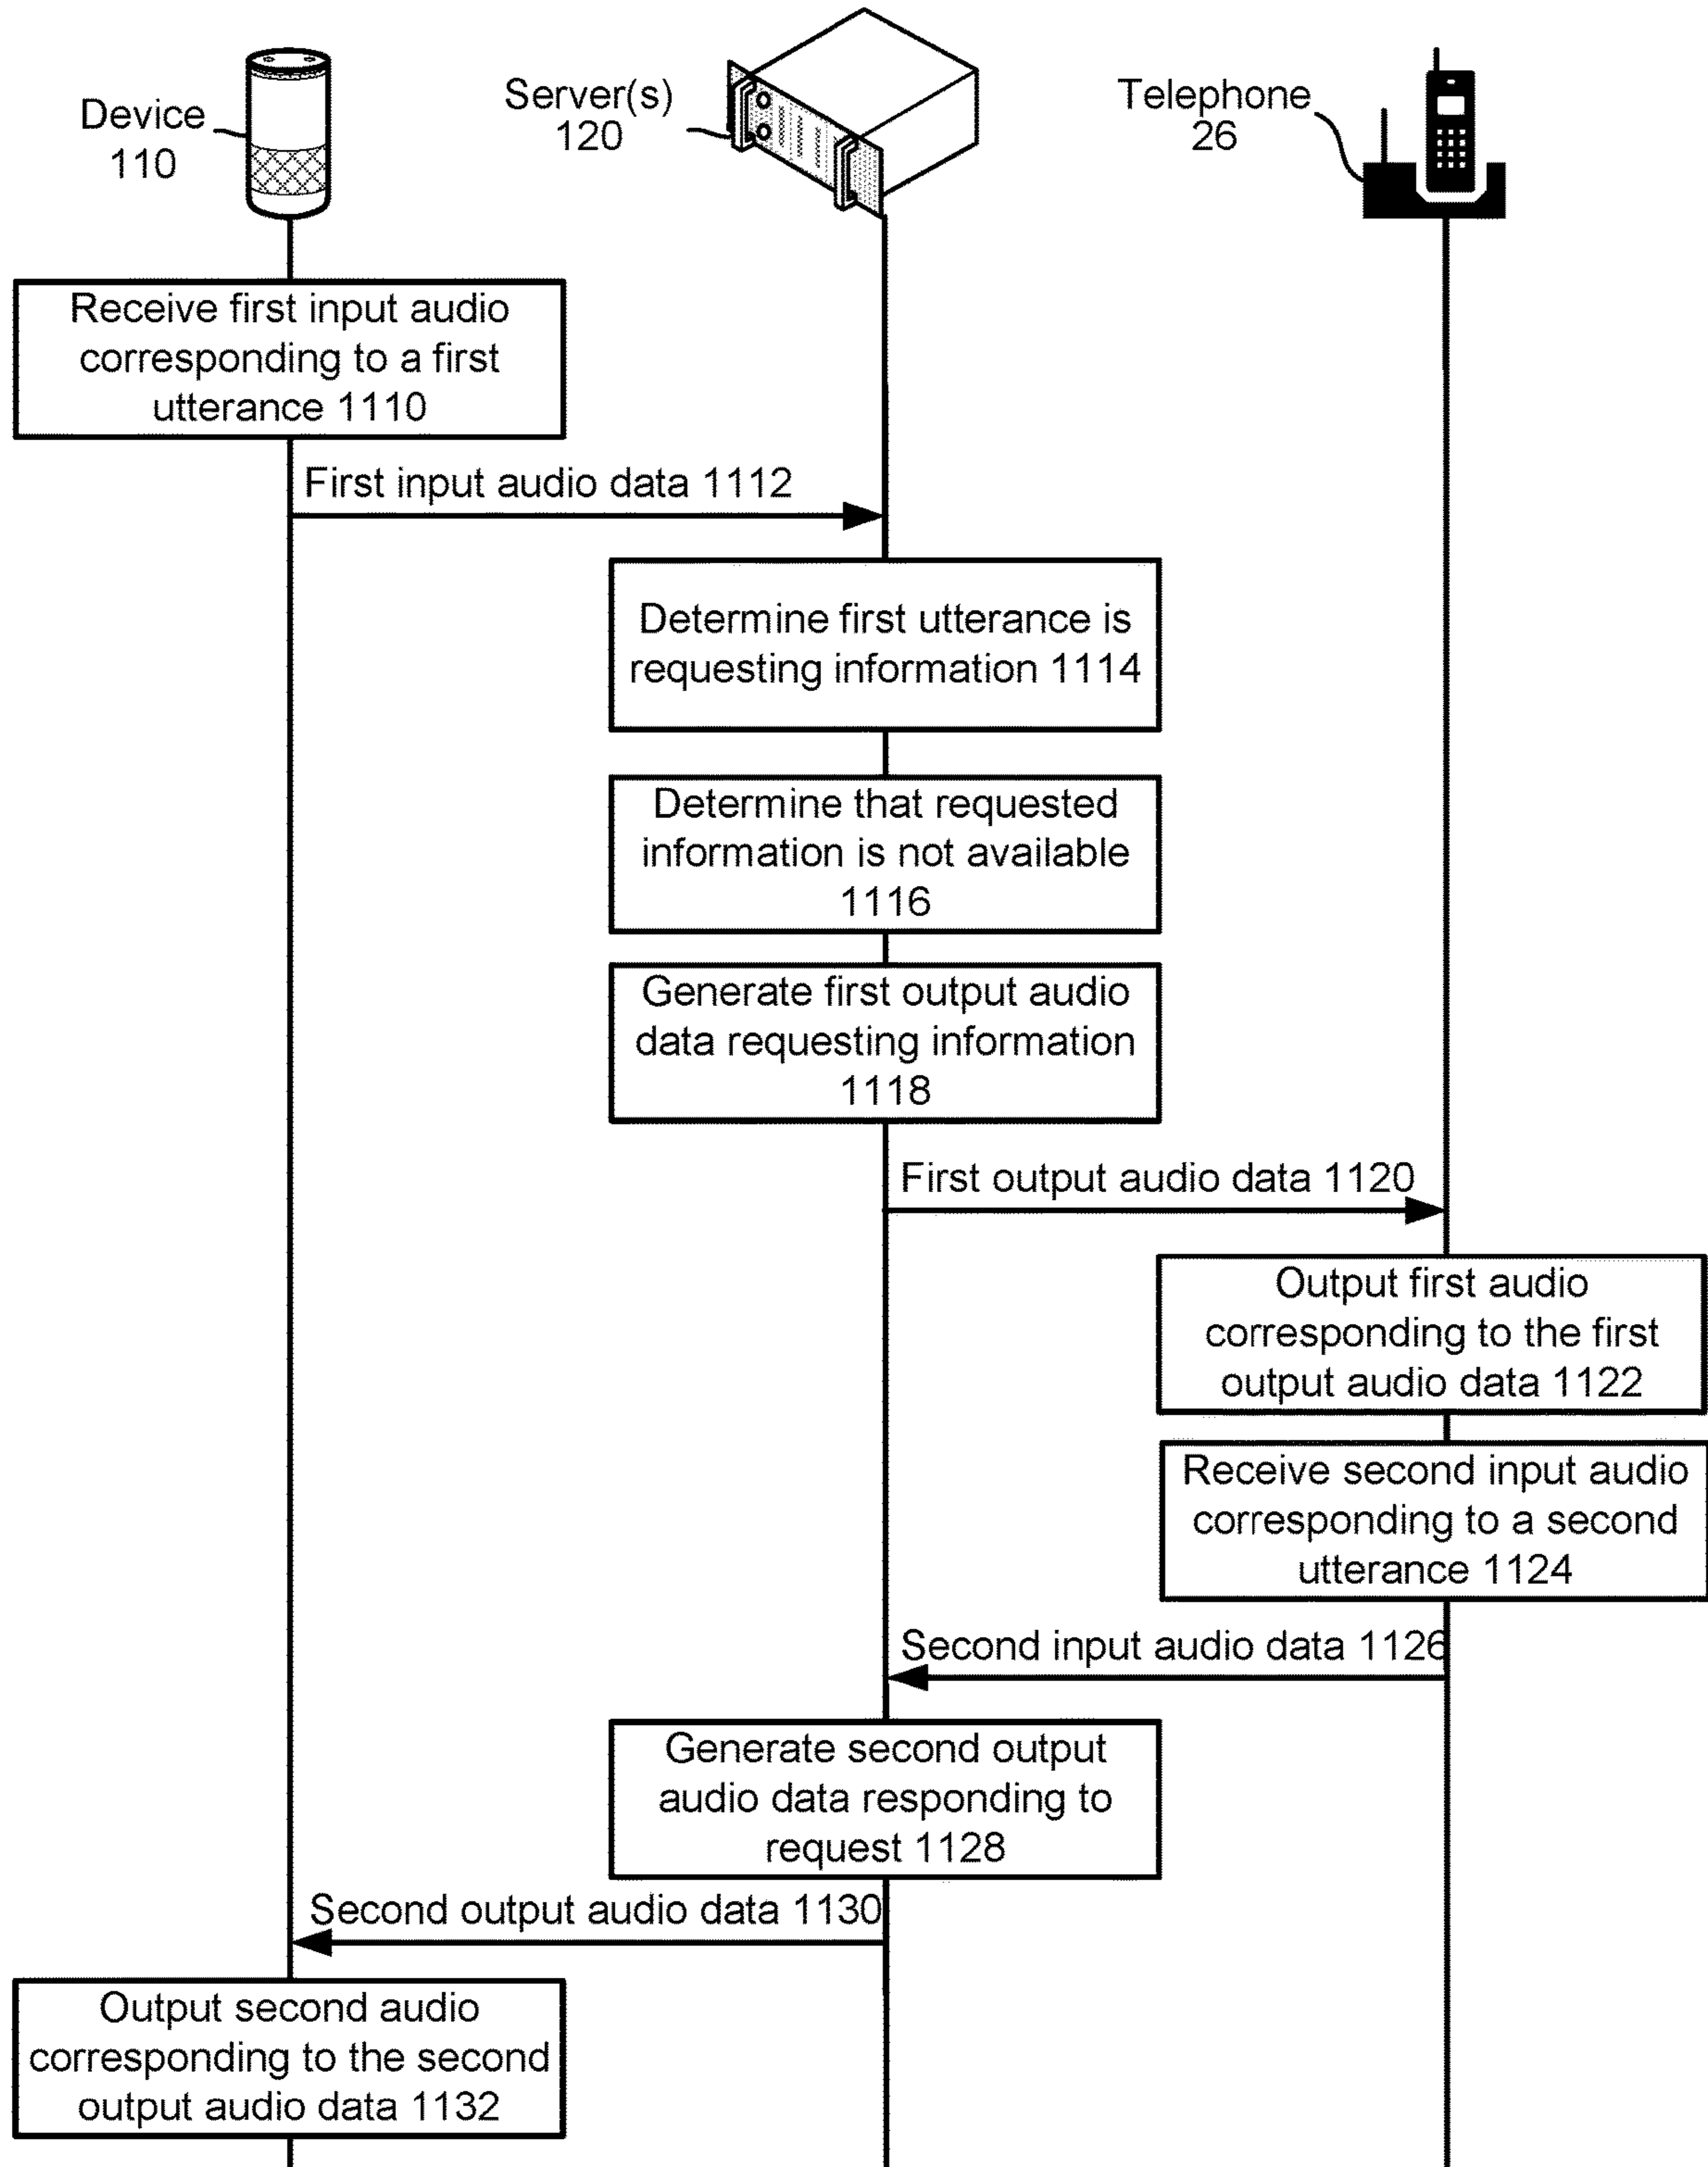 Device
110
Server(s)
120
Telephone
26
Receive first input audio
corresponding to a first
utterance 1110
First input audio data 1112
Determine first utterance is
requesting information 1114
Determine that requested
information is not available
1116
Generate first output audio
data requesting information
1118
First output audio data 1120
Output first audio
corresponding to the first
output audio data 1122
Receive second input audio
corresponding to a second
utterance 1124
Second input audio data 1126
Generate second output
audio data responding to
request 1128
Second output audio data 1130
Output second audio
corresponding to the second
output audio data 1132